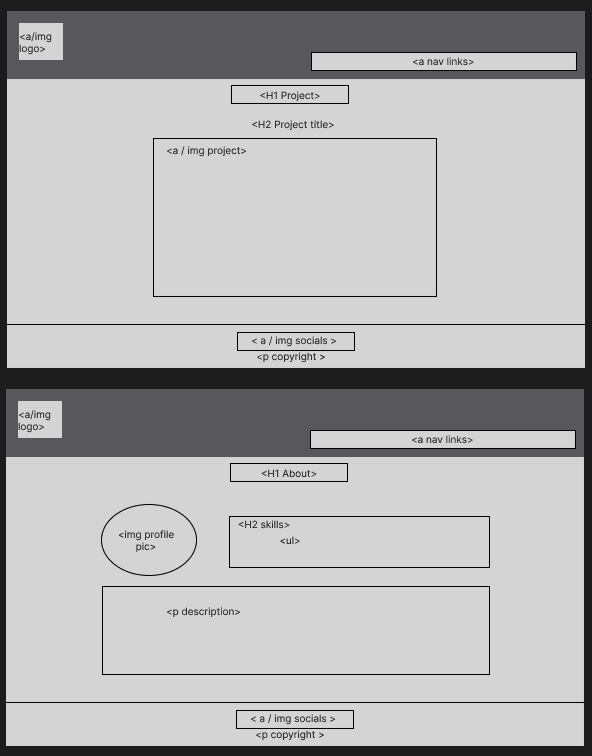 <a/img
logo>
<a nav links>
<H1 Project>
<H2 Project title>
<a / img project>
< a / img socials >
<p copyright >
<a/img
logo>
<a nav links>
<H1 About>
<img profile
pic>
<H2 skills>
<ul>
<p description>
< a / img socials >
<p copyright >